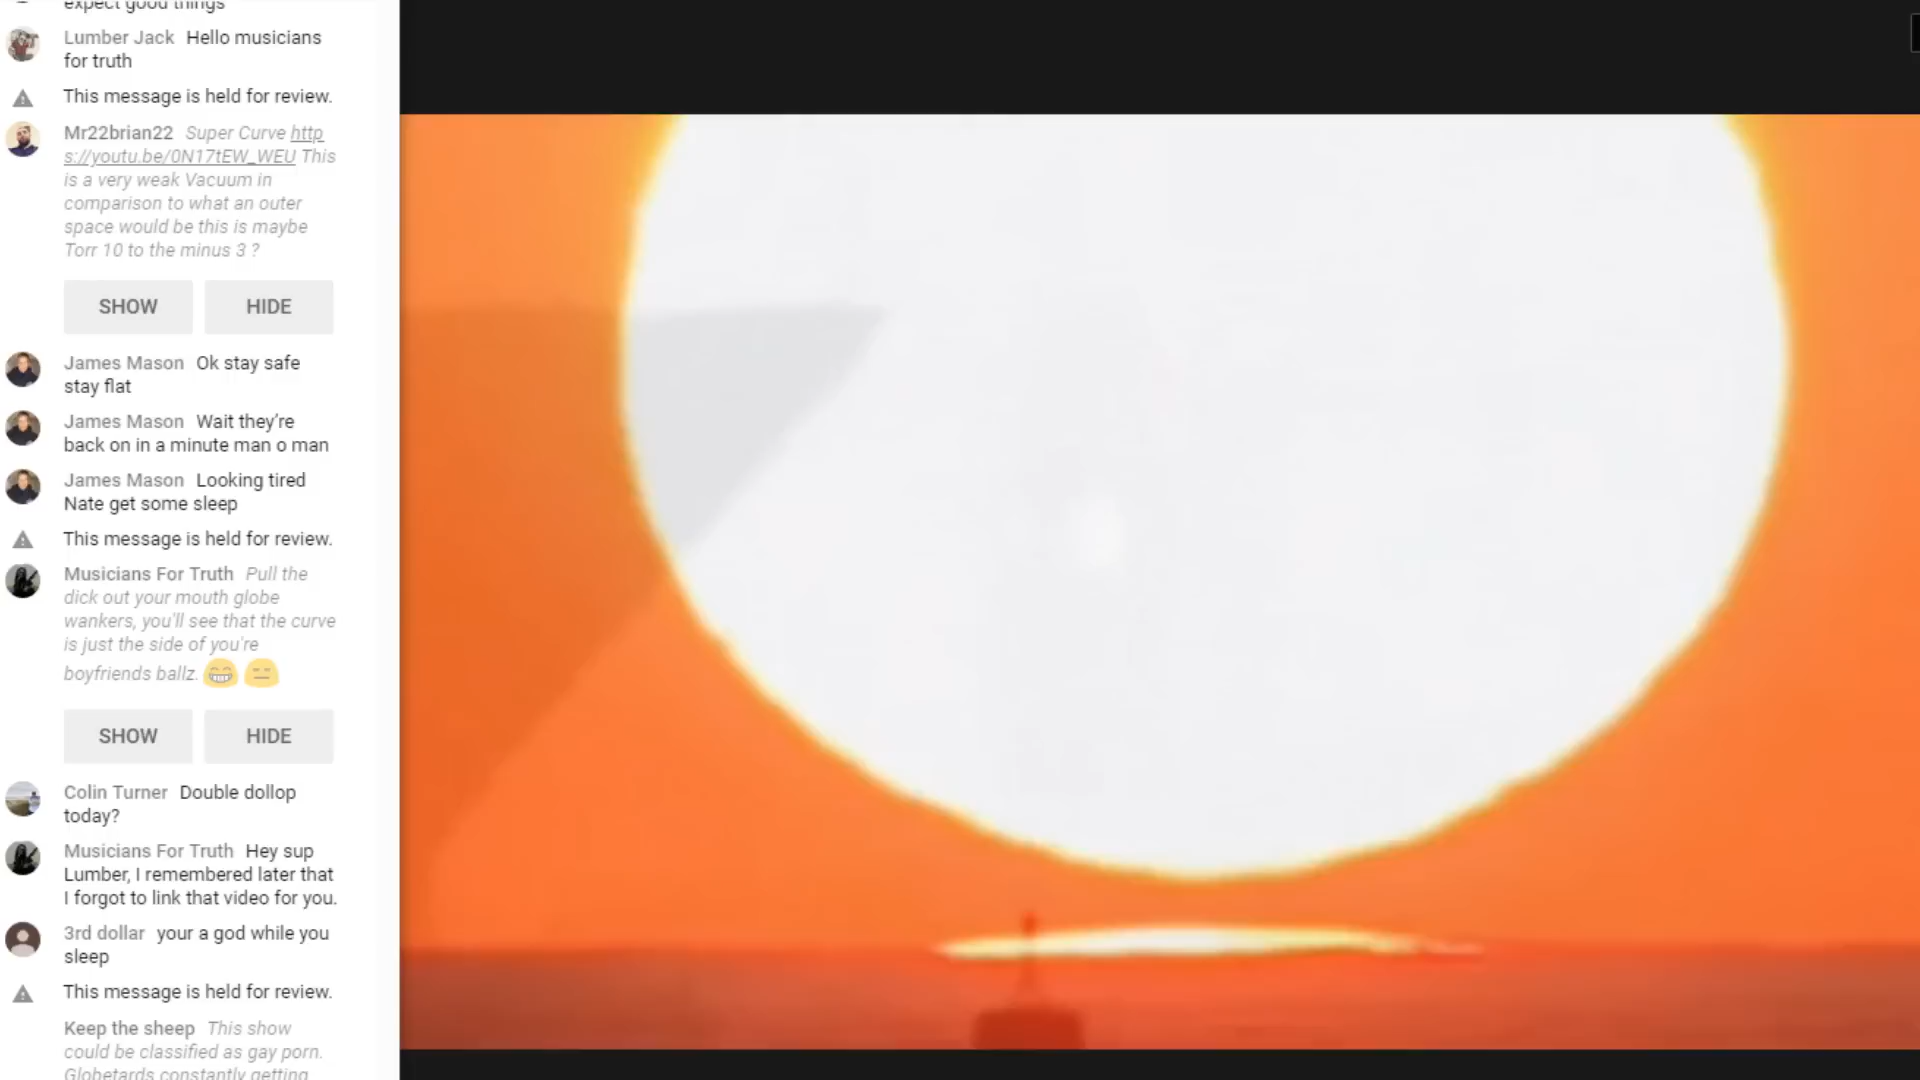 expect good things
Lumber Jack Hello musicians
for truth
This message is held for review.
Mr22brian22 Super Curve http
s://youtu.be/0N17tEW_WEU This
is a very weak Vacuum in
comparison to what an outer
space would be this is maybe
Torr 10 to the minus 3 ?
SHOW HIDE
James Mason Ok stay safe
stay flat
James Mason Wait they’re
back on in a minute man o man
James Mason Looking tired
Nate get some sleep
This message is held for review.
Musicians For Truth Pull the
dick out your mouth globe
wankers, you'll see that the curve
is just the side of you're
boyfriends ballz.
SHOW HIDE
Colin Turner Double dollop
today?
Musicians For Truth Hey sup
Lumber, I remembered later that
I forgot to link that video for you.
3rd dollar your a god while you
sleep
This message is held for review.
Keep the sheep This show
could be classified as gay porn.
Globetards constantly getting